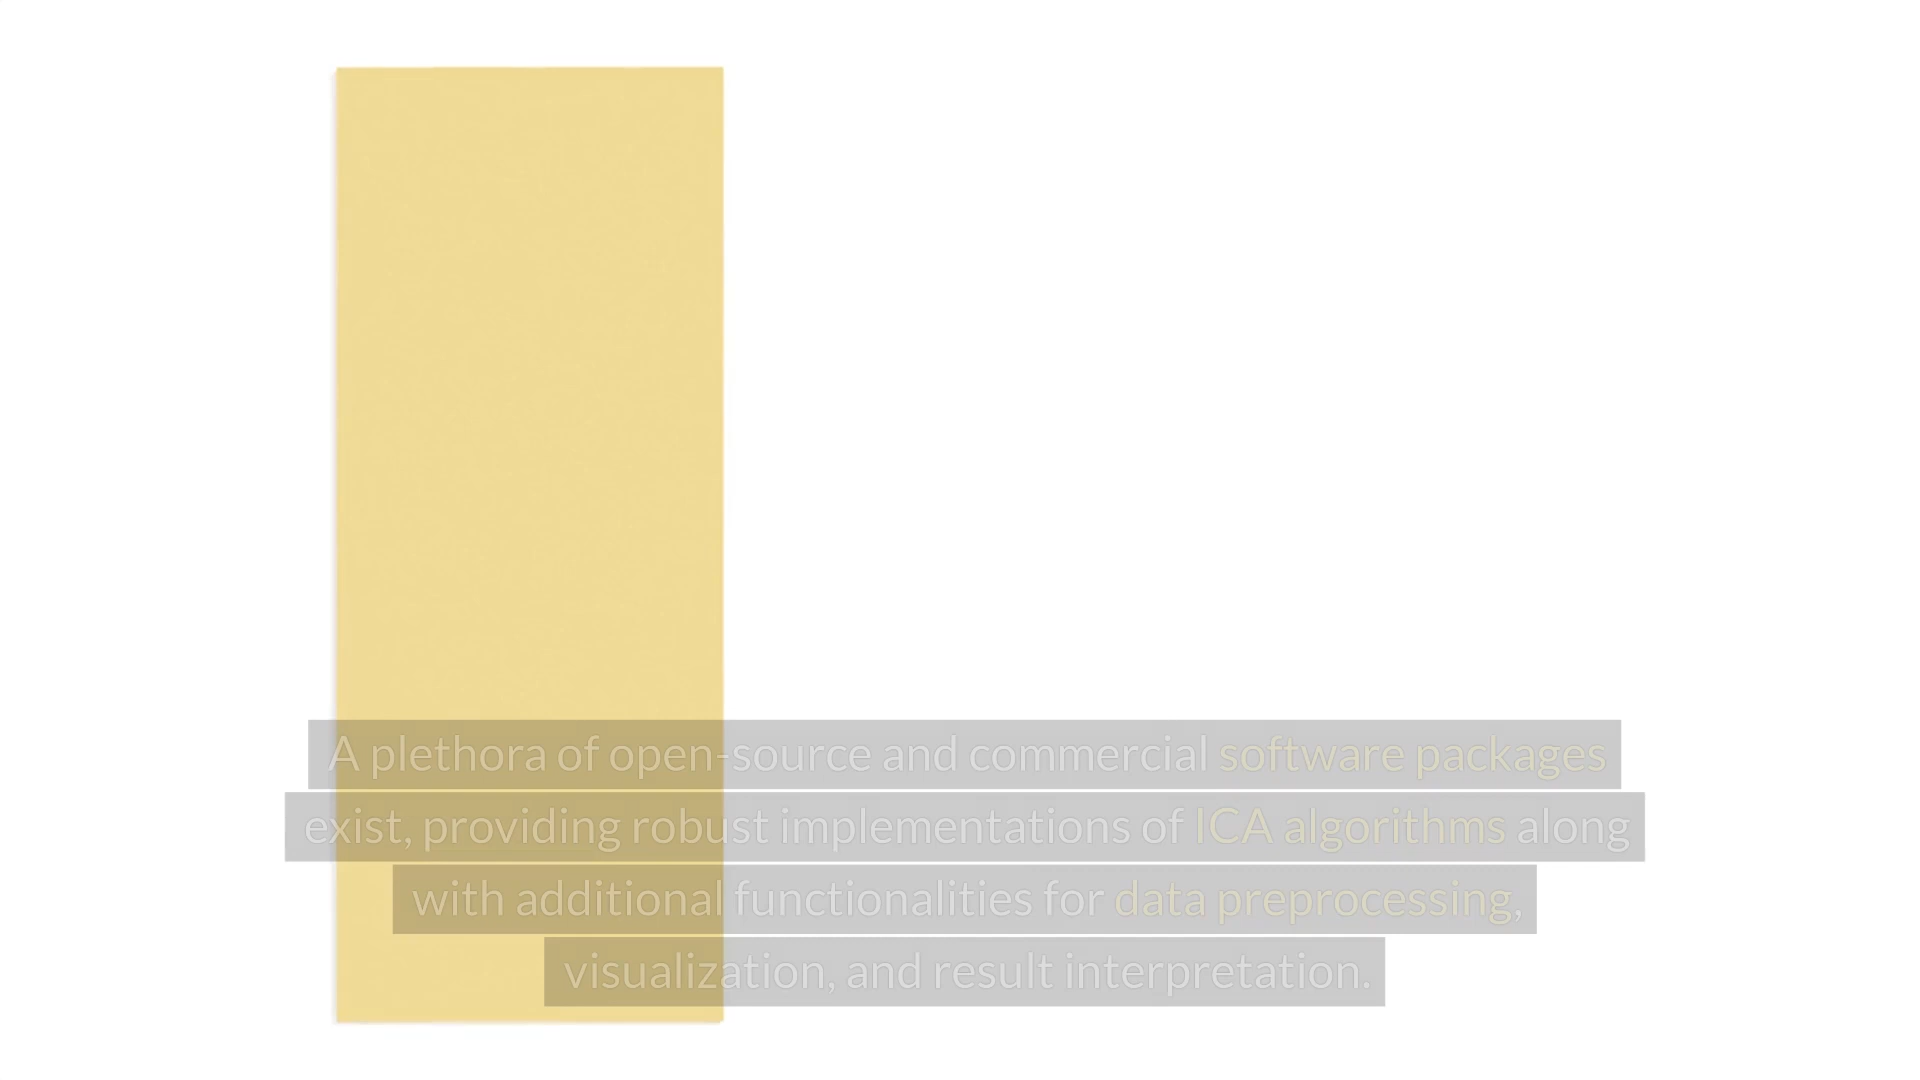 A plethora of open-source and commercial software packages
exist, providing robust implementations of ICA algorithms along
with additional functionalities for data preprocessing,
visualization, and result interpretation.